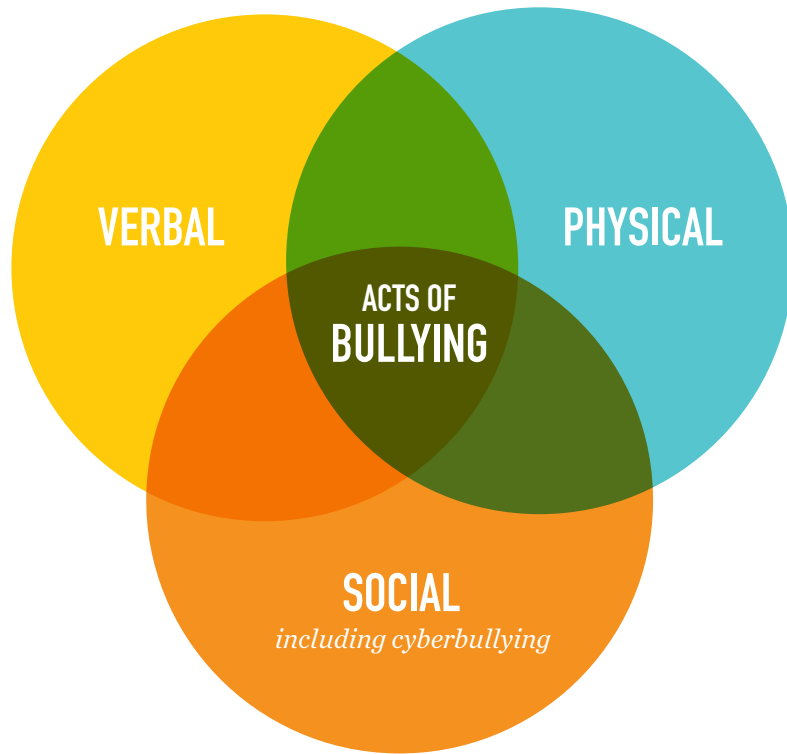 VERBAL
PHYSICAL
ACTS OF
BULLYING
SOCIAL
including cyberbullying